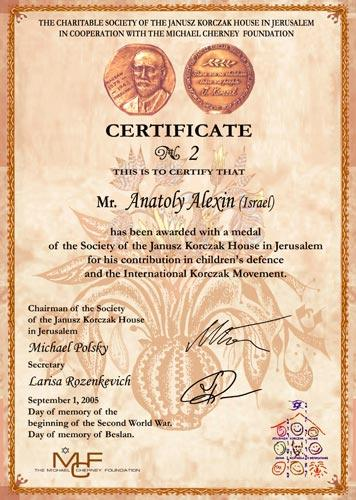 THE CHARITABLE SOCIETY OF THE JANUSZ KORCZAK HOUSE IN JERUSALEM
IN COOPERATION WITH THE MICHAEL CHERNEY FOUNDATION
CERTIFICATE
№ 2
THIS IS TO CERTIFY THAT
Mr. Anatoly Alexin (Israel)
has been awarded with a medal
of the Society of the Janusz Korczak House in Jerusalem
for his contribution in children's defence
and the International Korczak Movement.
Chairman of the Society
of the Janusz Korczak House
in Jerusalem
Michael Polsky
Secretary
Larisa Rozenkevich
September 1, 2005
Day of memory of the
beginning of the Second World War.
Day of memory of Beslan.
MCF
THE MICHAEL CHERNEY FOUNDATION